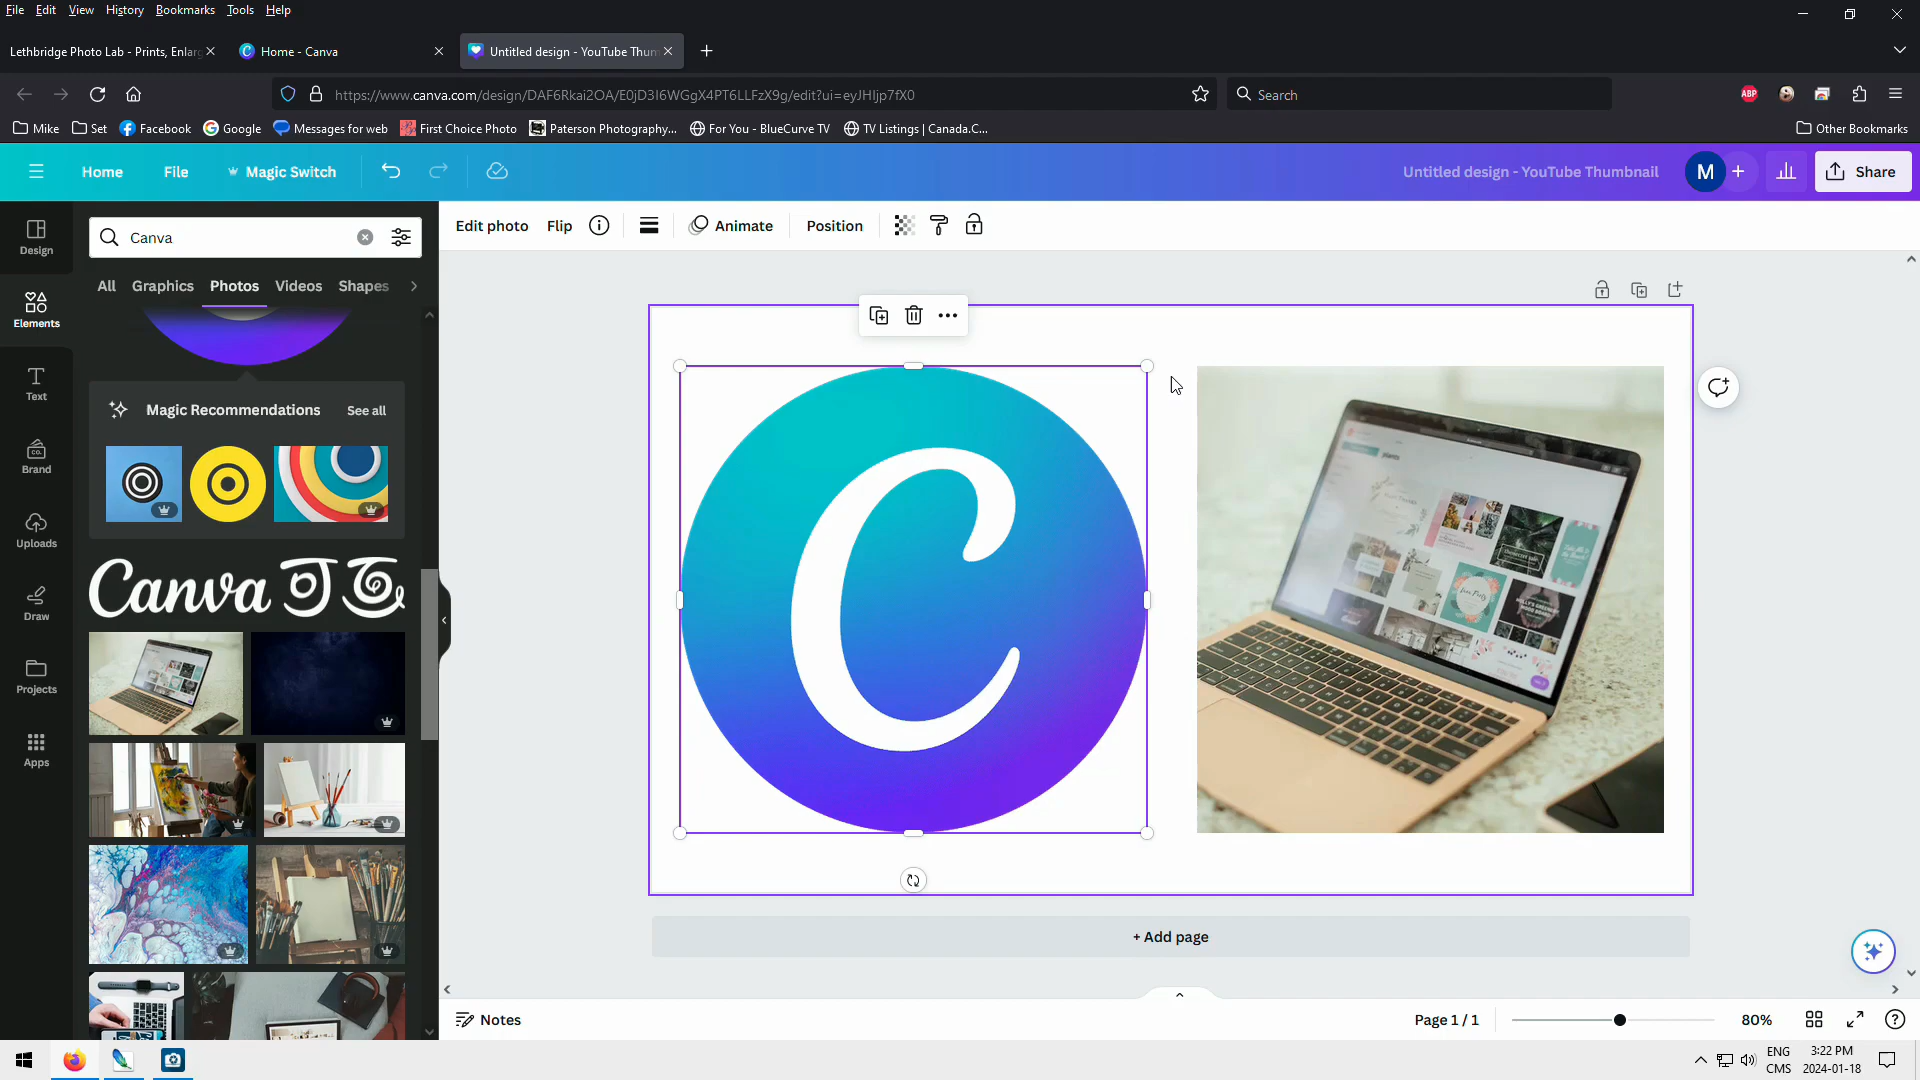 File Edit View History Bookmarks Tools Help
Lethbridge Photo Lab - Prints, Enlarg
Home - Canva
Untitled design - YouTube Thum
https://www.canva.com/design/DAF6Rkai2OA/E0jD3I6WGgX4PT6LLFzX9g/edit?ui=eyJHIjp7fX0
Search
ABP
Mike Set Facebook Google Messages for web First Choice Photo Paterson Photography... For You - BlueCurve TV TV Listings | Canada.C... Other Bookmarks
Home File Magic Switch Untitled design - YouTube Thumbnail M + Share
Design
Elements
Text
Brand
Uploads
Draw
Projects
Apps
Canva
All Graphics Photos Videos Shapes
Magic Recommendations See all
Canva 可画
Edit photo Flip Animate Position
C
+ Add page
Notes
Page 1 / 1
80%
ENG
CMS
3:22 PM
2024-01-18